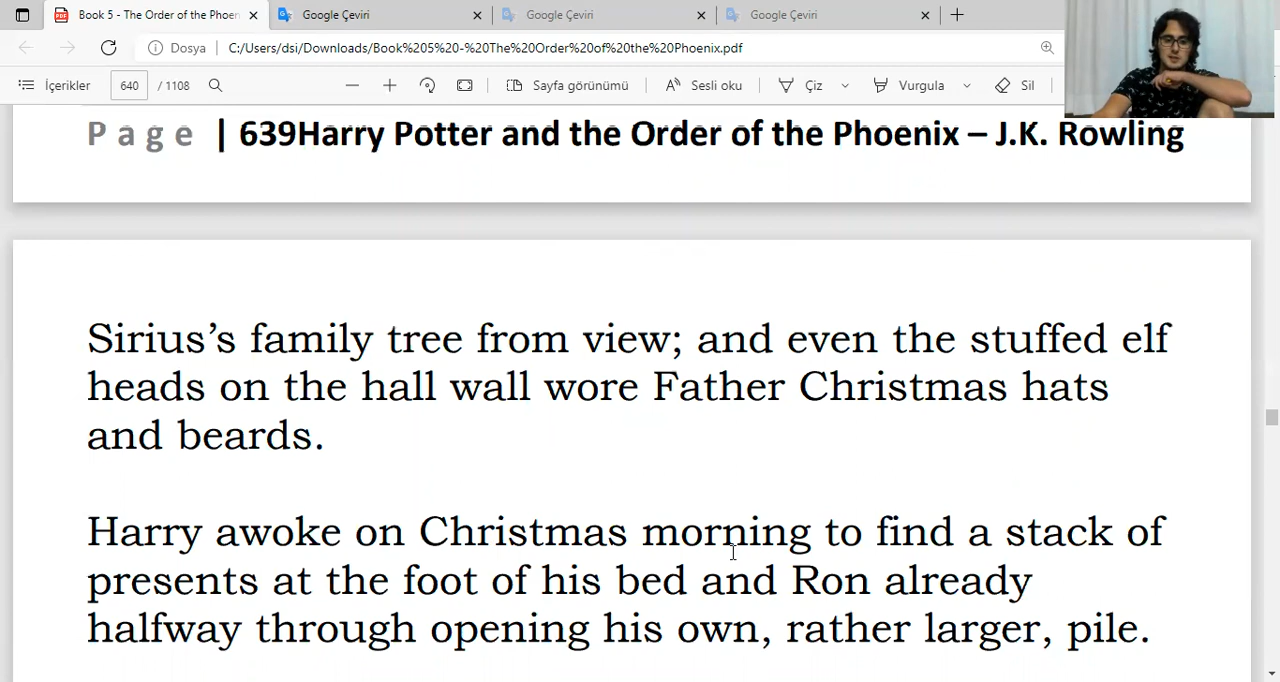 Book 5 - The Order of the Phoen
Google Çeviri
Google Çeviri
Google Çeviri
Dosya
C:/Users/dsi/Downloads/Book%205%20-%20The%20Order%20of%20the%20Phoenix.pdf
İçerikler
640 / 1108
Sayfa görünümü
Sesli oku
Çiz
Vurgula
Sil
Page | 639Harry Potter and the Order of the Phoenix – J.K. Rowling
Sirius’s family tree from view; and even the stuffed elf
heads on the hall wall wore Father Christmas hats
and beards.
Harry awoke on Christmas morning to find a stack of
presents at the foot of his bed and Ron already
halfway through opening his own, rather larger, pile.